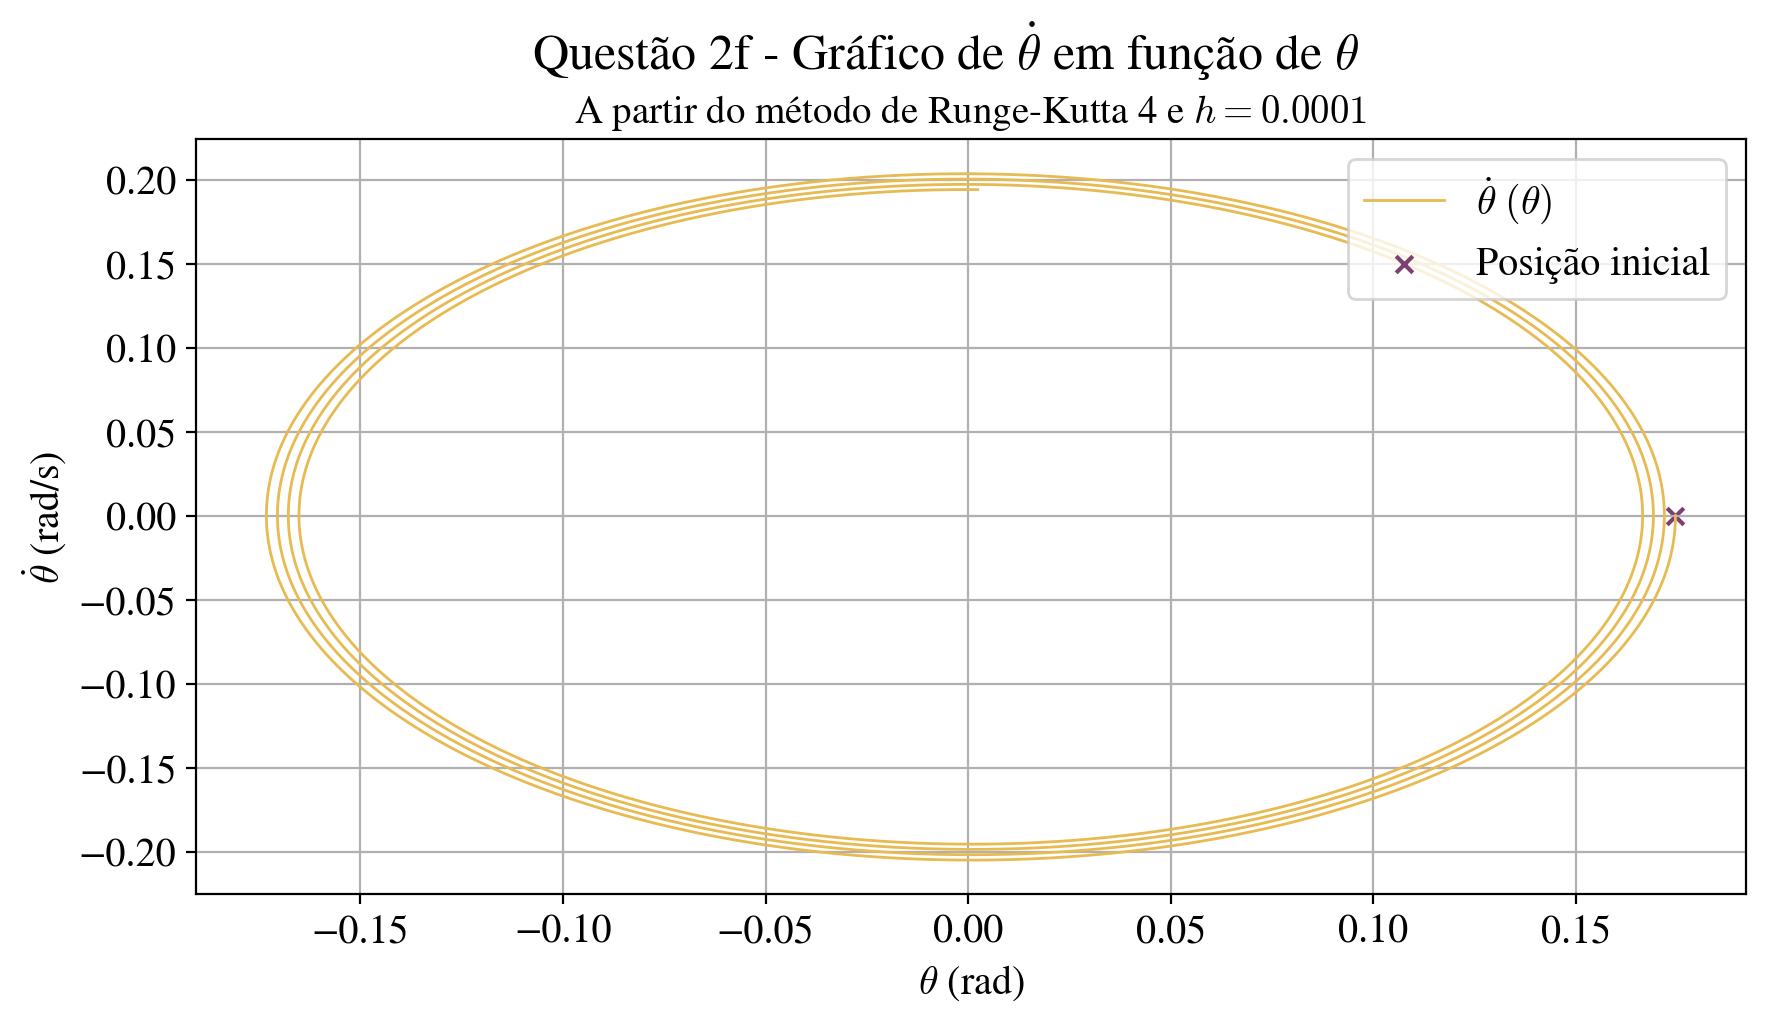 Questão 2f - Gráfico de θ̇ em função de θ
A partir do método de Runge-Kutta 4 e h = 0.0001
θ̇ (θ)
Posição inicial
θ̇ (rad/s)
0.20
0.15
0.10
0.05
0.00
−0.05
−0.10
−0.15
−0.20
−0.15 −0.10 −0.05 0.00 0.05 0.10 0.15
θ (rad)